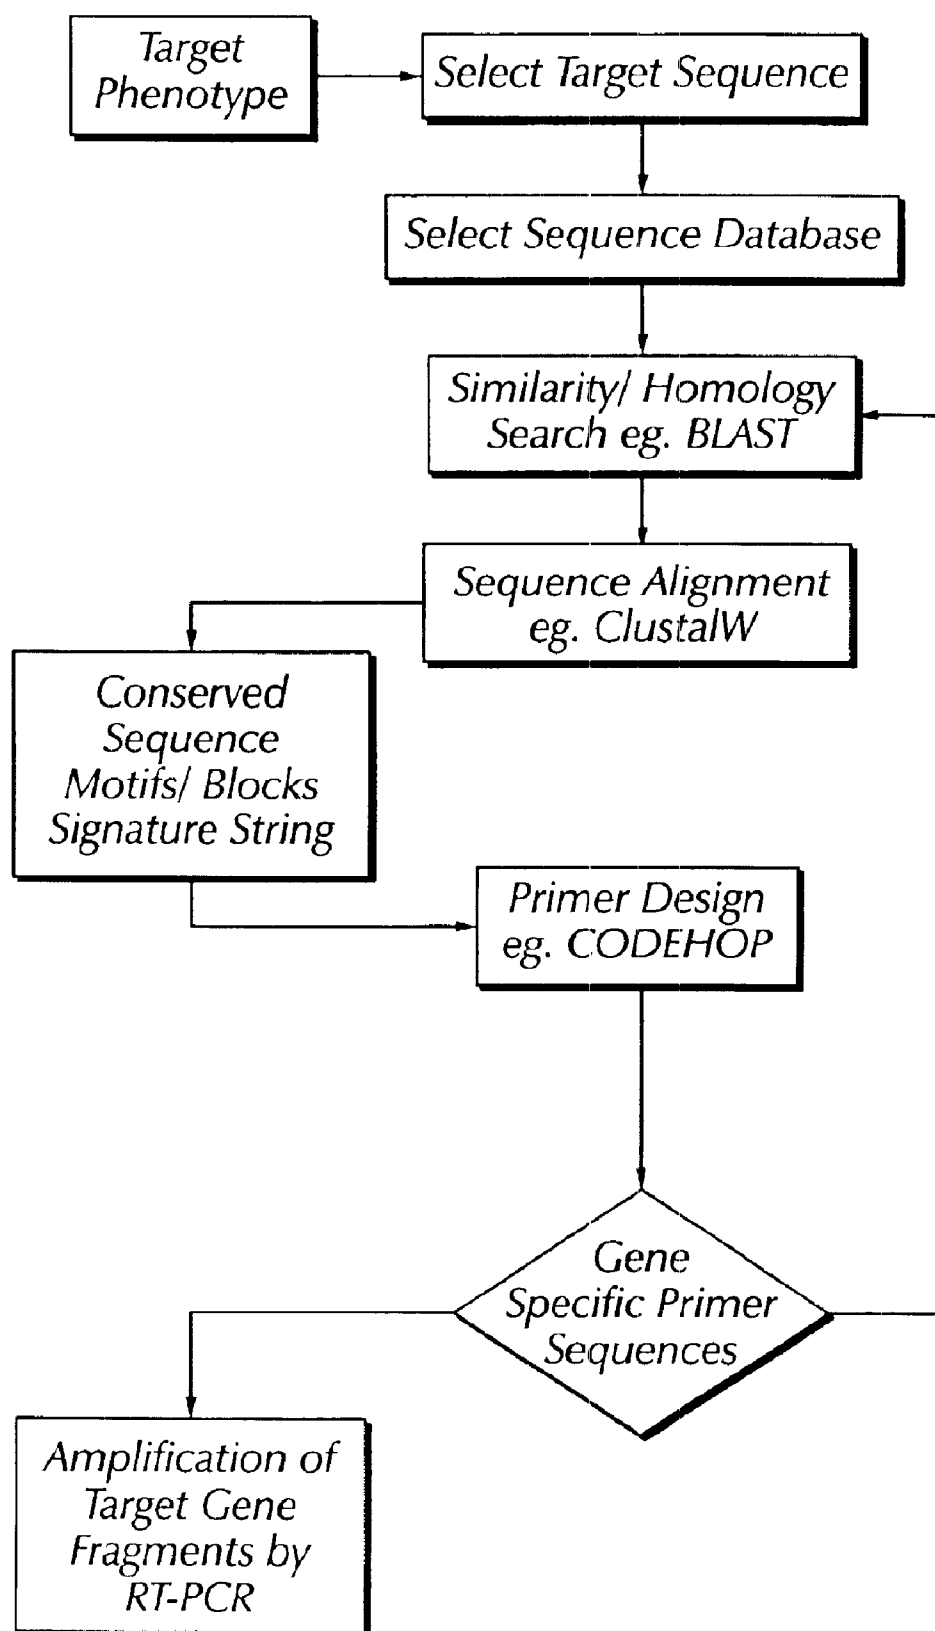 Target
Phenotype
Select Target Sequence
Select Sequence Database
Similarity/ Homology
Search eg. BLAST
Sequence Alignment
eg. ClustalW
Conserved
Sequence
Motifs/ Blocks
Signature String
Primer Design
eg. CODEHOP
Gene
Specific Primer
Sequences
Amplification of
Target Gene
Fragments by
RT-PCR